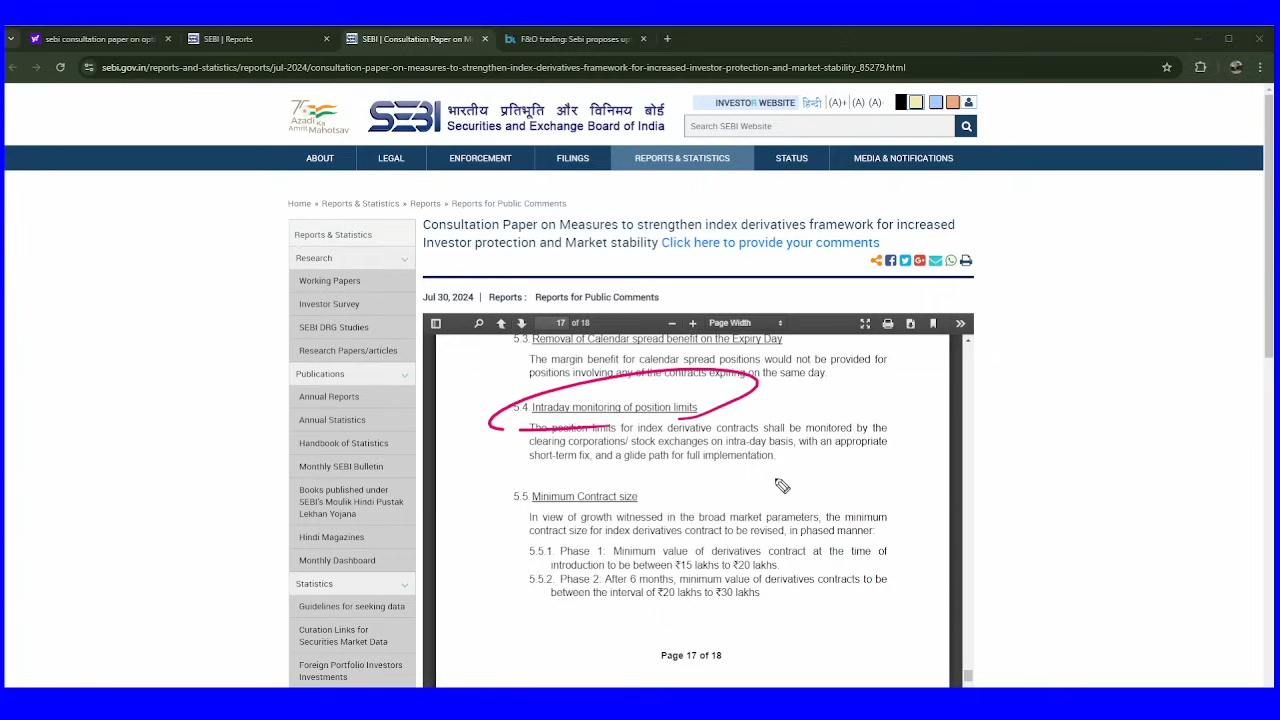 sebi consultation paper on opti
SEBI | Reports
SEBI | Consultation Paper on M
F&O trading: Sebi proposes up
sebi.gov.in/reports-and-statistics/reports/jul-2024/consultation-paper-on-measures-to-strengthen-index-derivatives-framework-for-increased-investor-protection-and-market-stability_85279.html
Azadi Ka
Amrit Mahotsav
SEBI
भारतीय प्रतिभूति और विनिमय बोर्ड
Securities and Exchange Board of India
INVESTOR WEBSITE
हिन्दी
(A+) (A) (A-)
Search SEBI Website
ABOUT
LEGAL
ENFORCEMENT
FILINGS
REPORTS & STATISTICS
STATUS
MEDIA & NOTIFICATIONS
Home » Reports & Statistics » Reports » Reports for Public Comments
Reports & Statistics
Research
Working Papers
Investor Survey
SEBI DRG Studies
Research Papers/articles
Publications
Annual Reports
Annual Statistics
Handbook of Statistics
Monthly SEBI Bulletin
Books published under
SEBI's Moulik Hindi Pustak
Lekhan Yojana
Hindi Magazines
Monthly Dashboard
Statistics
Guidelines for seeking data
Curation Links for
Securities Market Data
Foreign Portfolio Investors
Investments
Consultation Paper on Measures to strengthen index derivatives framework for increased
Investor protection and Market stability Click here to provide your comments
Jul 30, 2024 | Reports : Reports for Public Comments
17 of 18
Page Width
5.3. Removal of Calendar spread benefit on the Expiry Day
The margin benefit for calendar spread positions would not be provided for
positions involving any of the contracts expiring on the same day.
5.4. Intraday monitoring of position limits
The position limits for index derivative contracts shall be monitored by the
clearing corporations/ stock exchanges on intra-day basis, with an appropriate
short-term fix, and a glide path for full implementation.
5.5. Minimum Contract size
In view of growth witnessed in the broad market parameters, the minimum
contract size for index derivatives contract to be revised, in phased manner:
5.5.1. Phase 1: Minimum value of derivatives contract at the time of
introduction to be between ₹15 lakhs to ₹20 lakhs.
5.5.2. Phase 2: After 6 months, minimum value of derivatives contracts to be
between the interval of ₹20 lakhs to ₹30 lakhs
Page 17 of 18